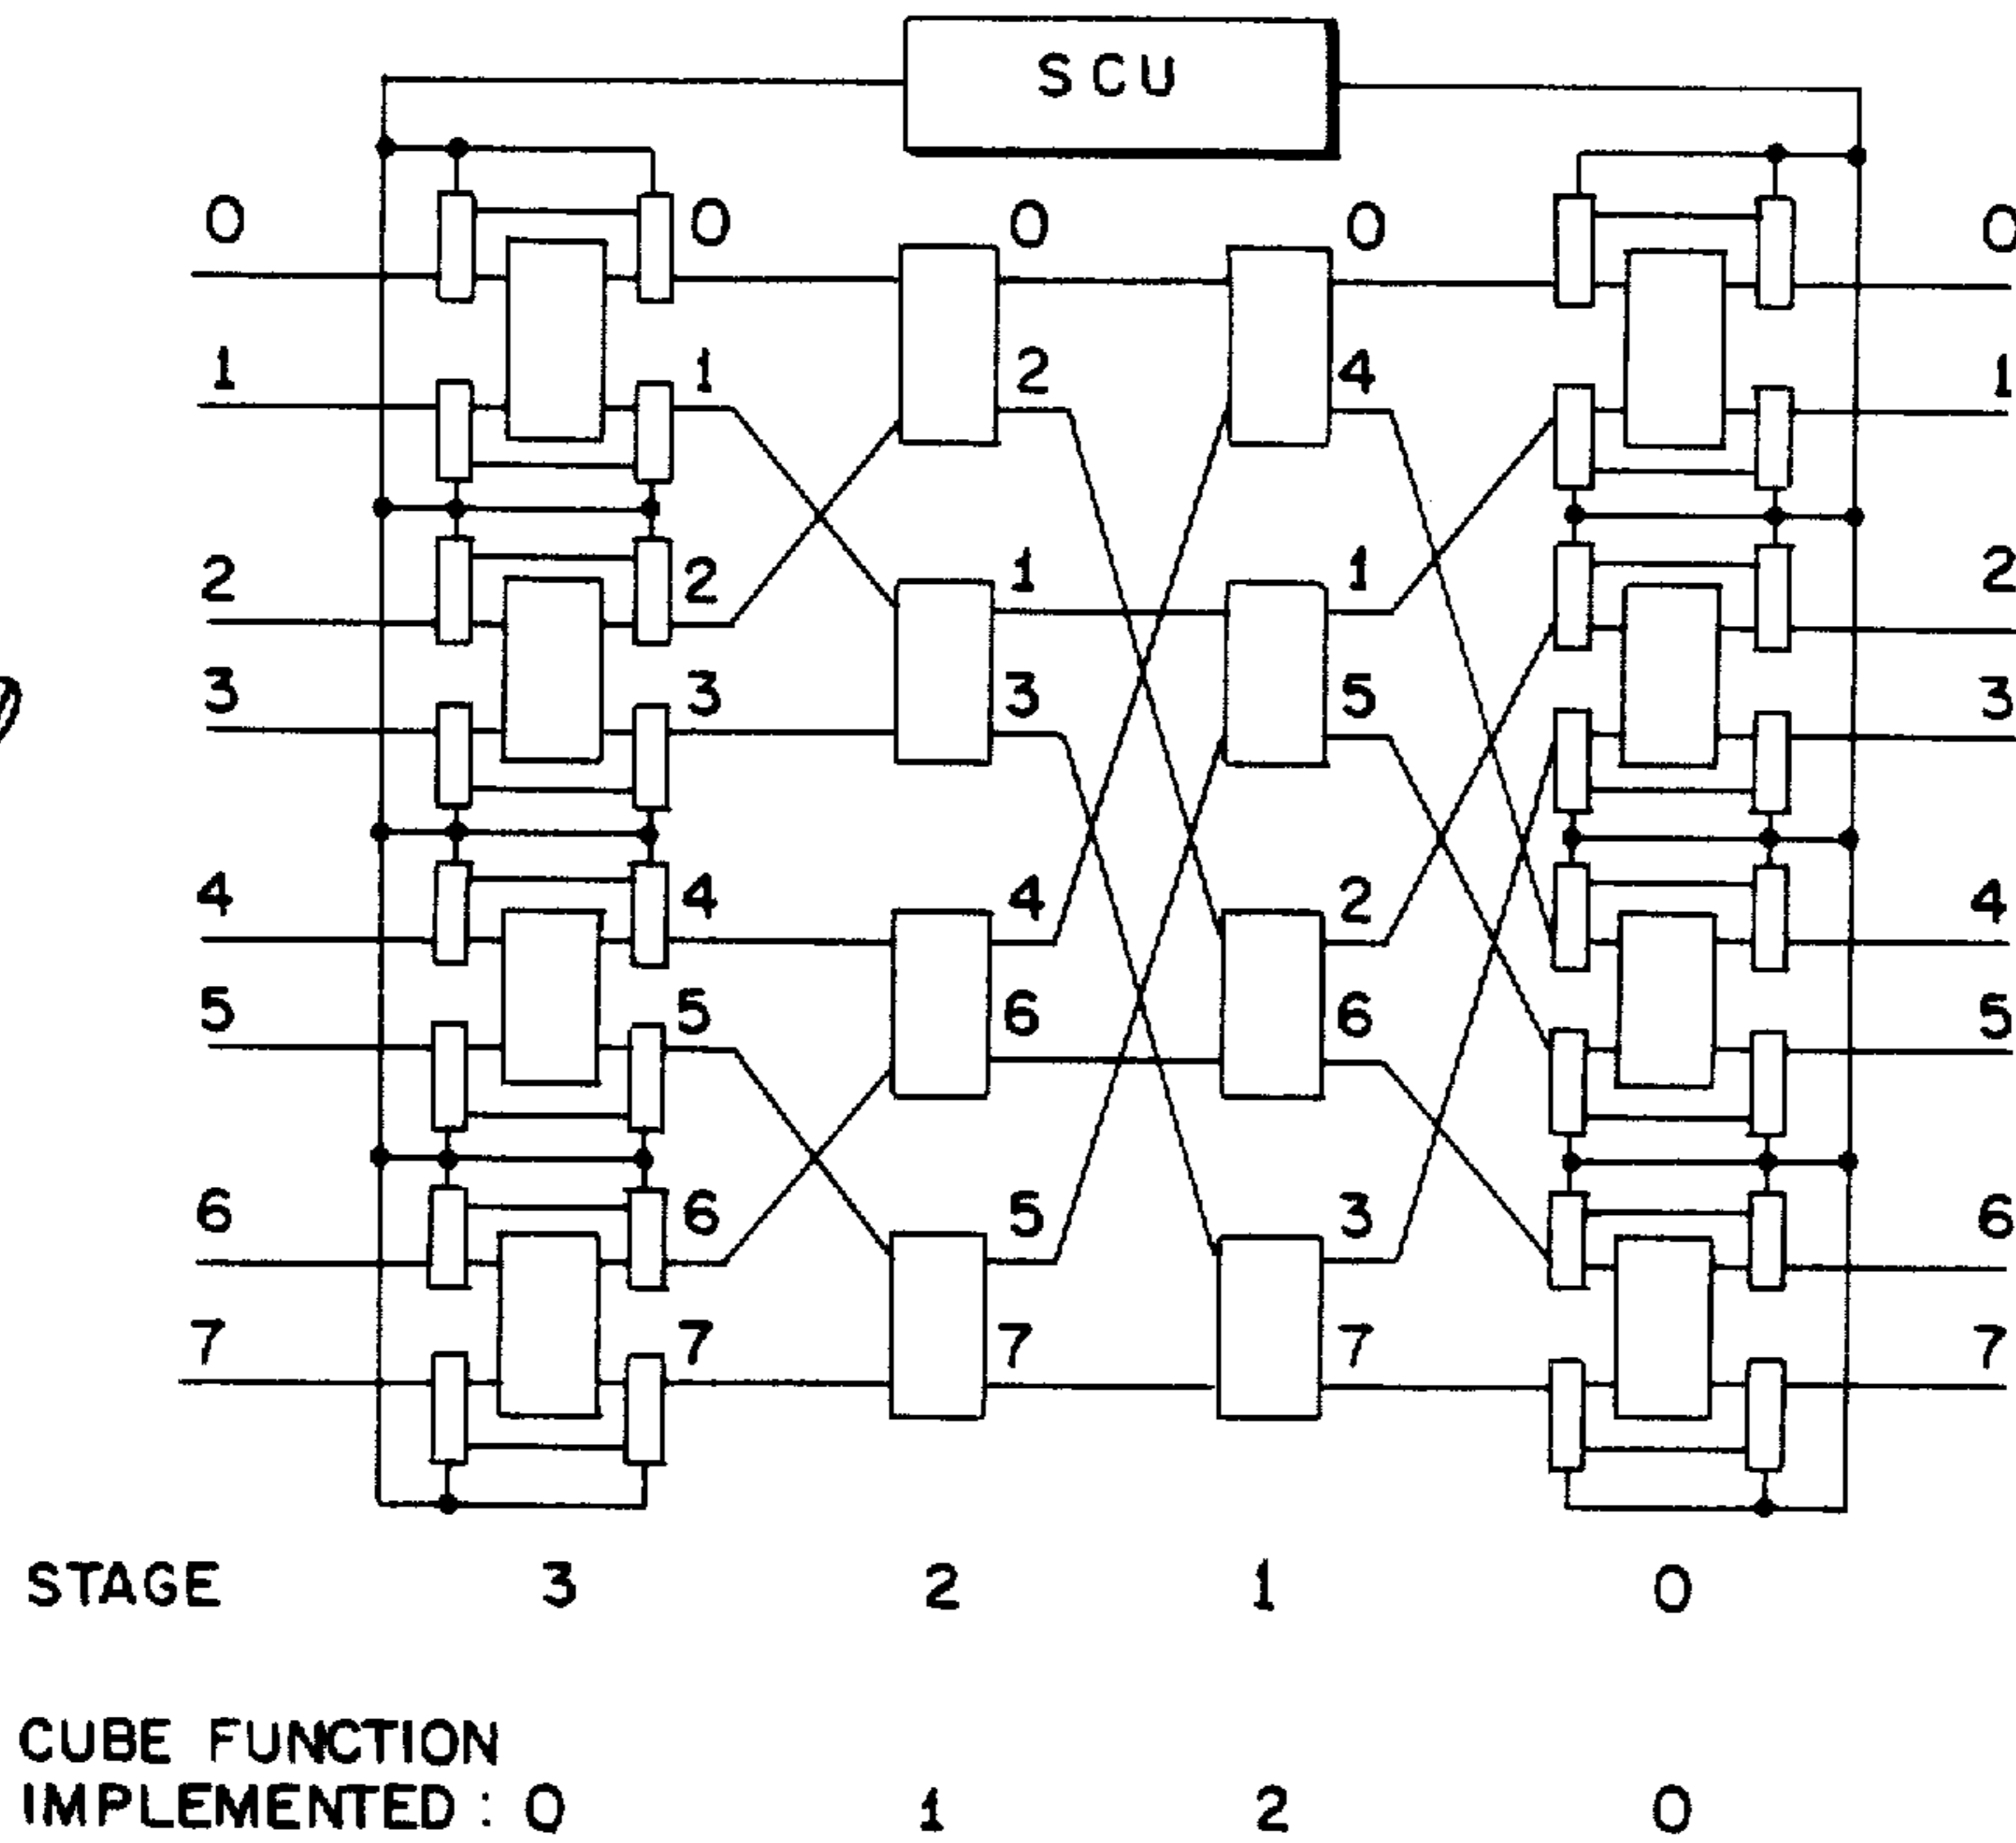 SCU
0 0 0 0 0
1 1 2 4 1
2 2 1 1 2
3 3 3 5 3
4 4 4 2 4
5 5 6 6 5
6 6 5 3 6
7 7 7 7 7
STAGE 3 2 1 0
CUBE FUNCTION
IMPLEMENTED : 0 1 2 0